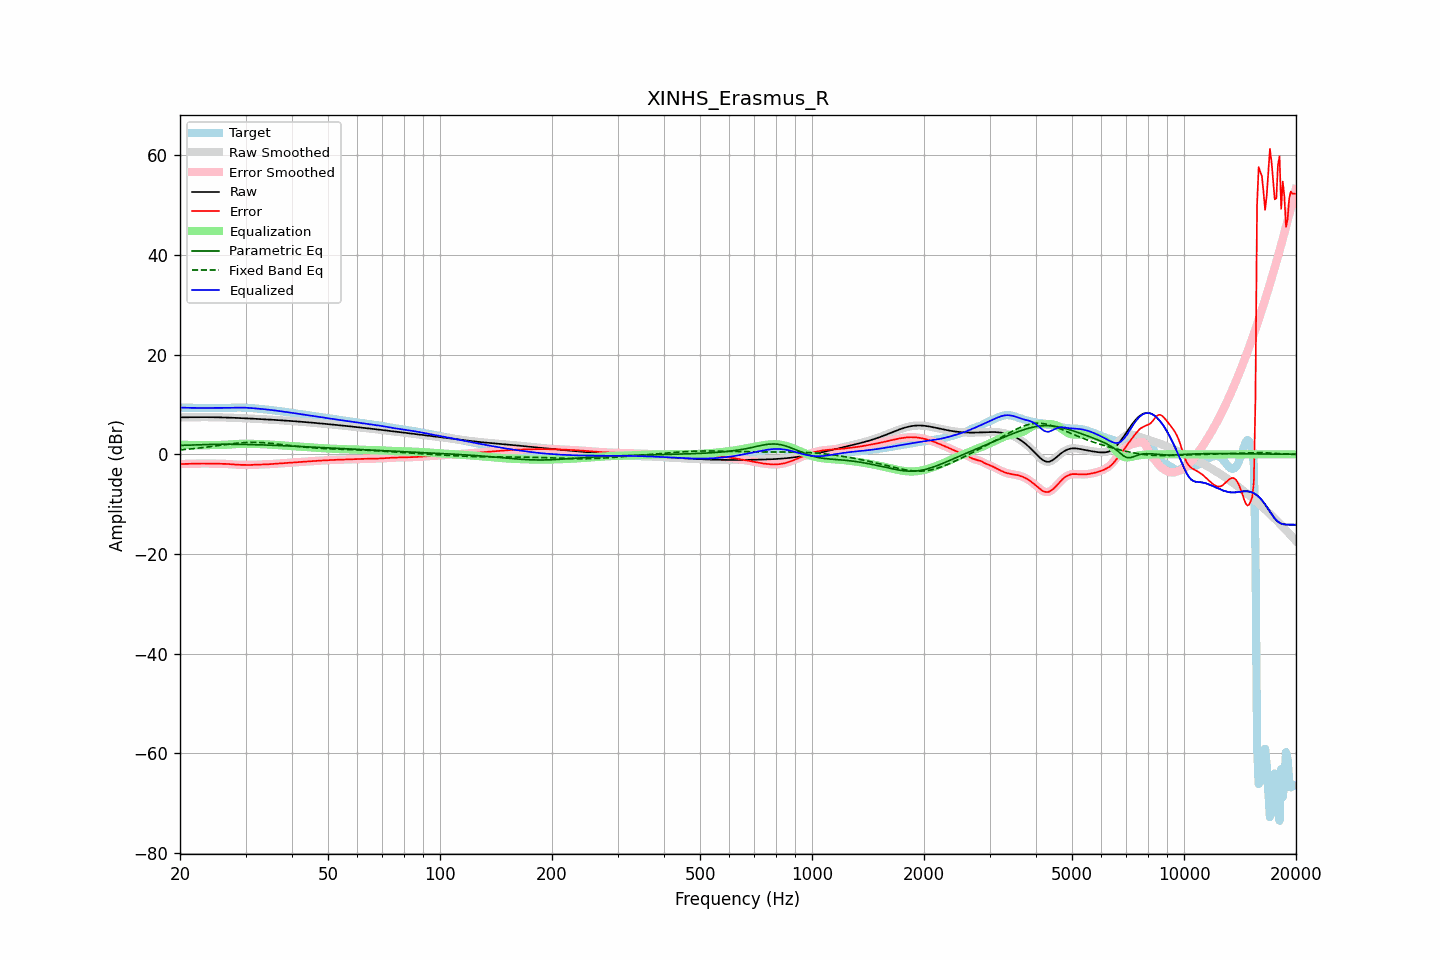 XINHS_Erasmus_R
Target
Raw Smoothed
Error Smoothed
Raw
Error
Equalization
Parametric Eq
Fixed Band Eq
Equalized
60
40
20
0
−20
−40
−60
−80
Amplitude (dBr)
20 50 100 200 500 1000 2000 5000 10000 20000
Frequency (Hz)